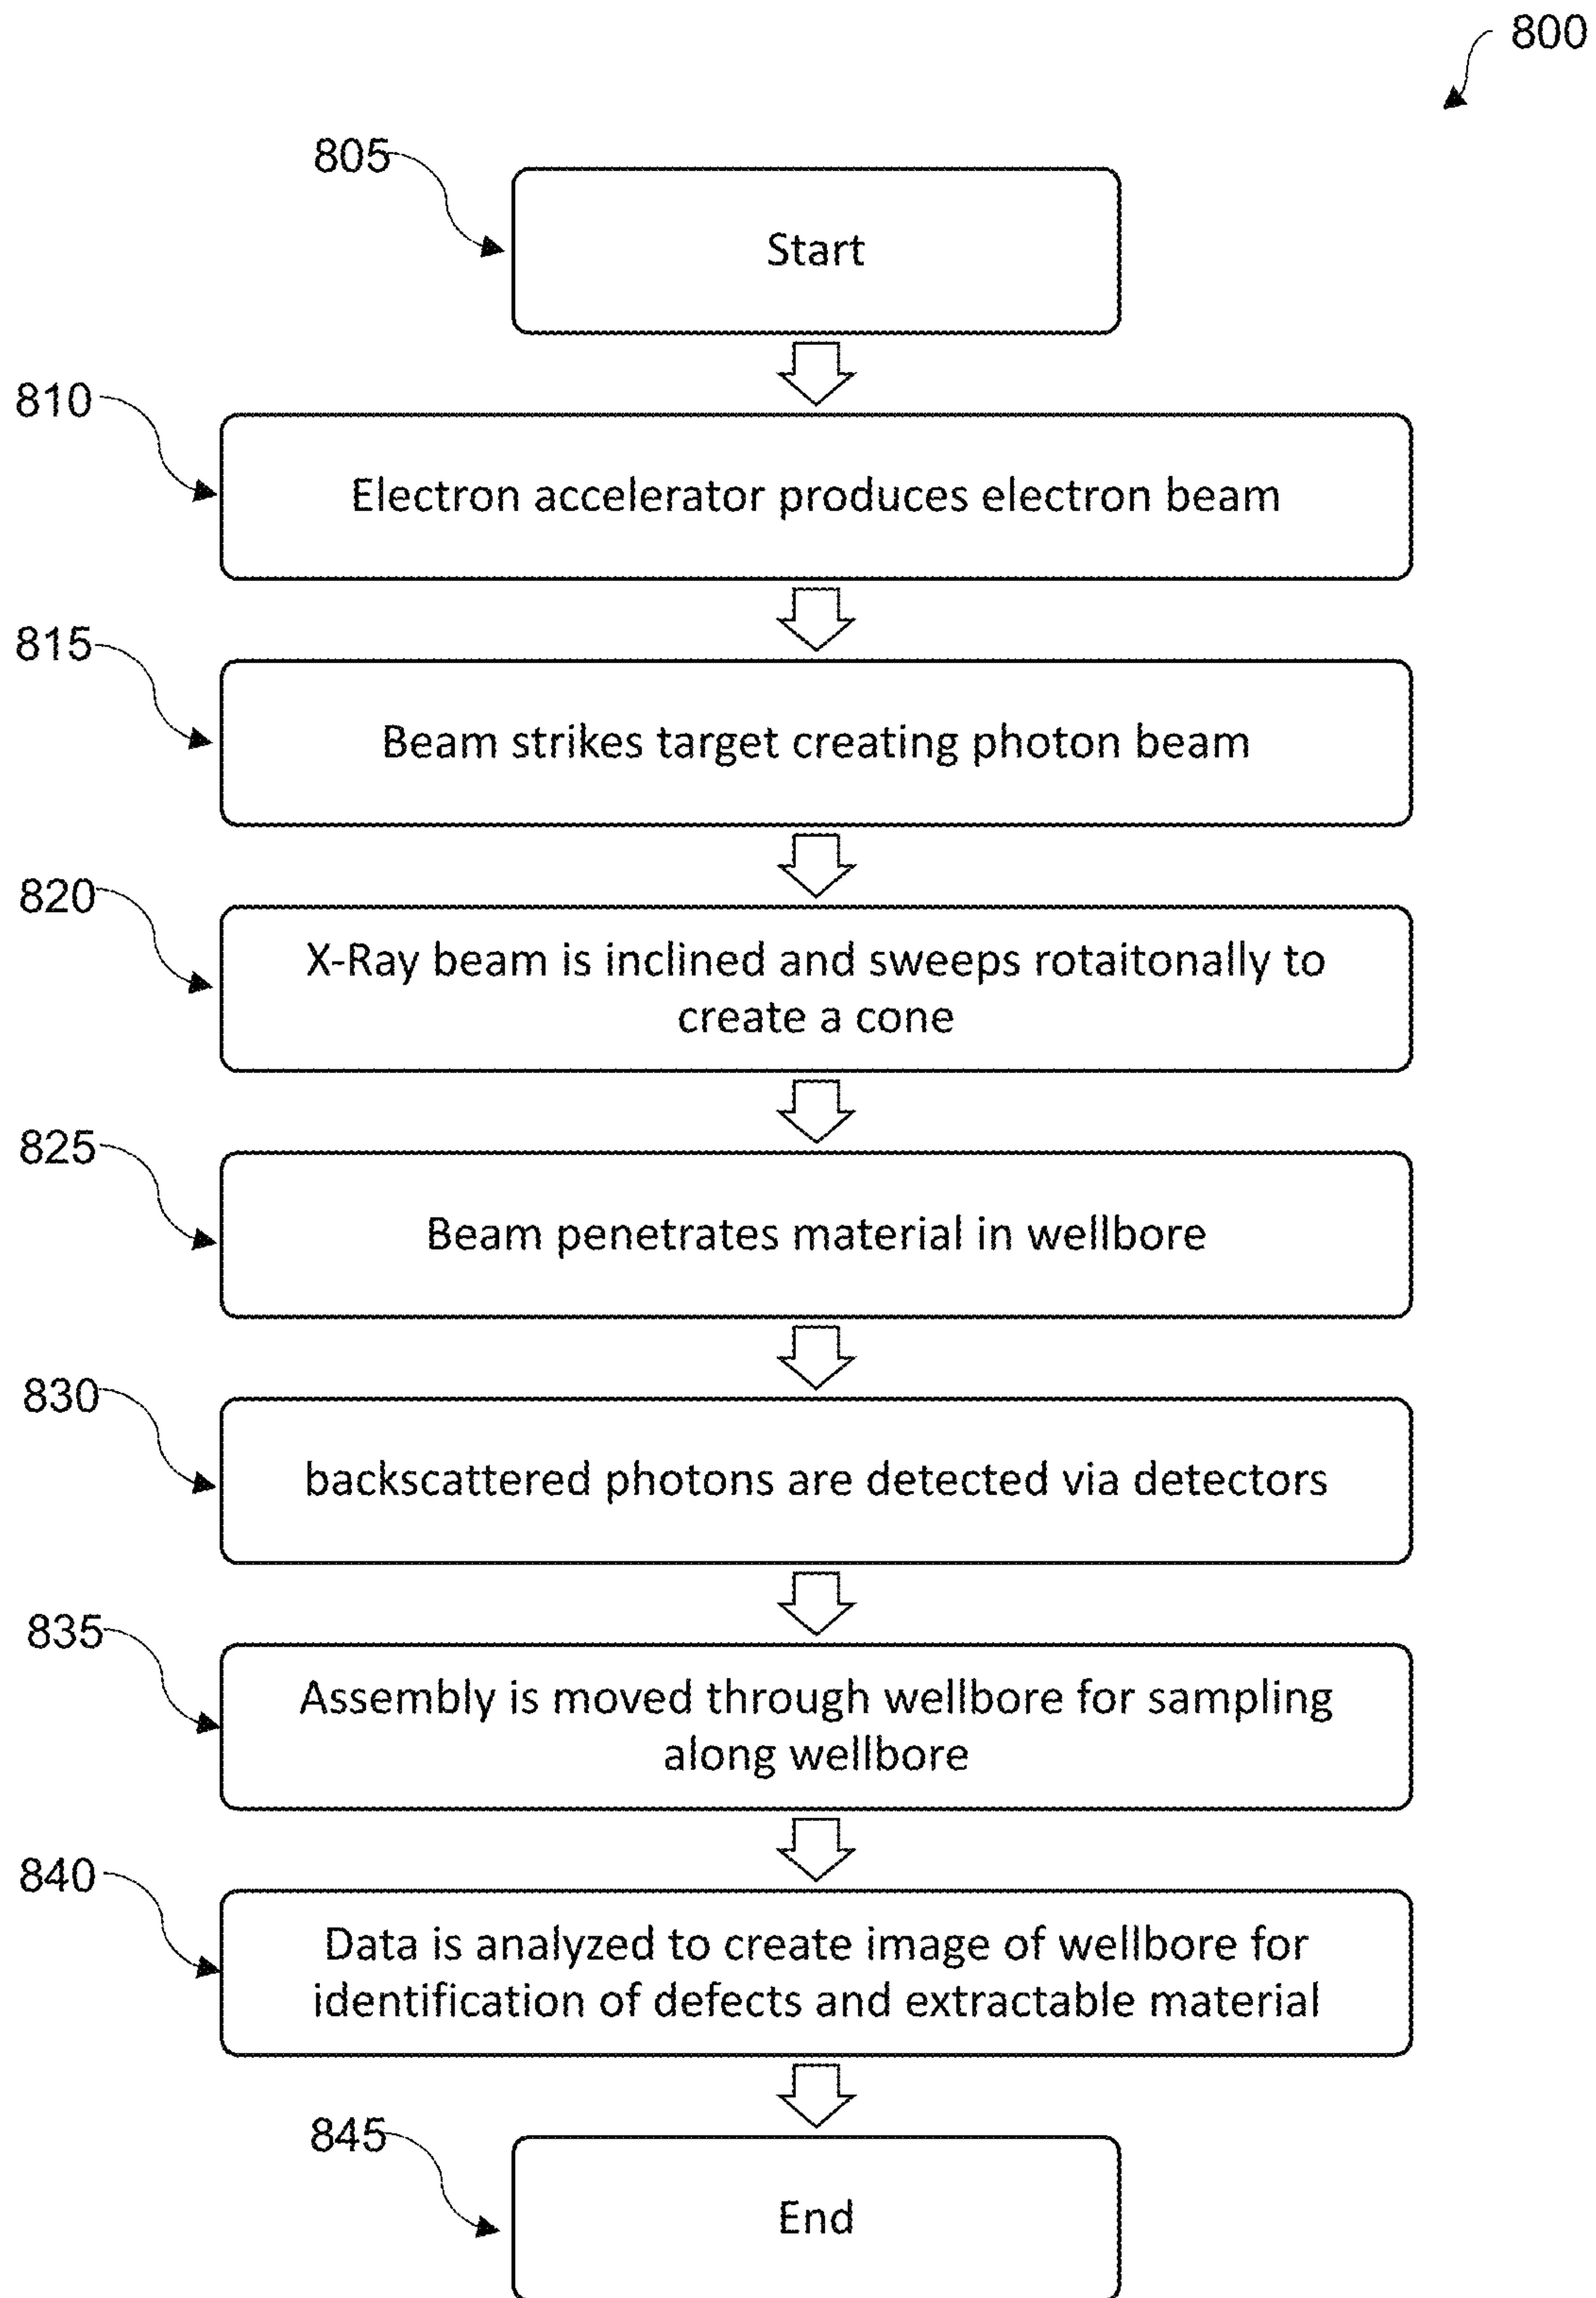 800
805
Start
810
Electron accelerator produces electron beam
815
Beam strikes target creating photon beam
820
X-Ray beam is inclined and sweeps rotaitonally to
create a cone
825
Beam penetrates material in wellbore
830
backscattered photons are detected via detectors
835
Assembly is moved through wellbore for sampling
along wellbore
840
Data is analyzed to create image of wellbore for
identification of defects and extractable material
845
End